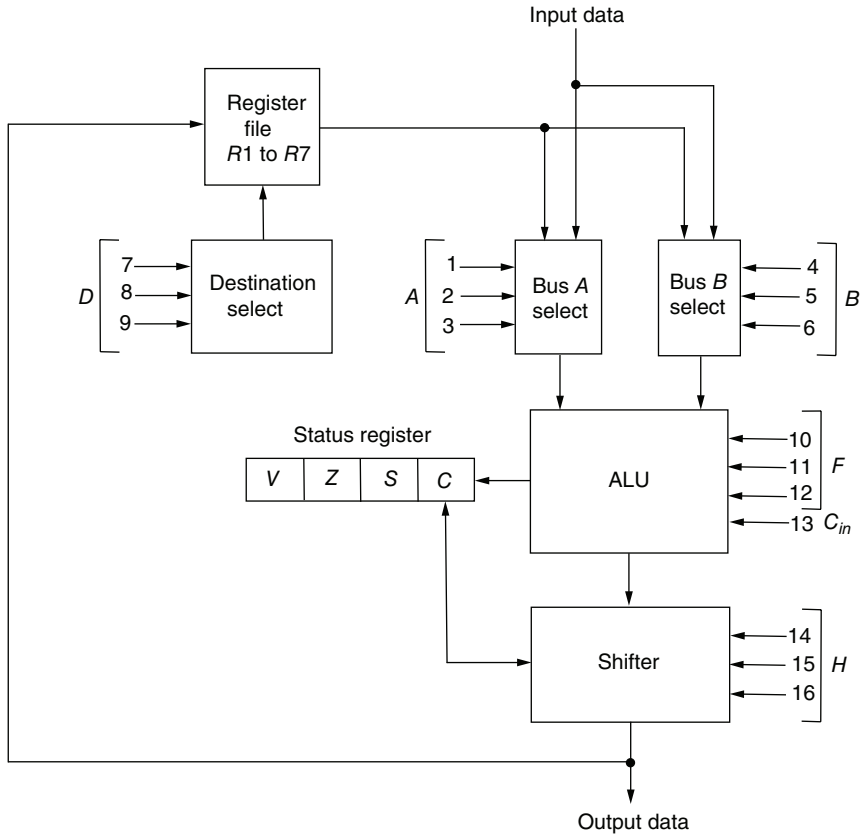 Input data
Register
file
R1 to R7
D
7
8
9
Destination
select
A
1
2
3
Bus A
select
Bus B
select
4
5
6
B
Status register
V Z S C
ALU
10
11
12
F
13 C_in
Shifter
14
15
16
H
Output data